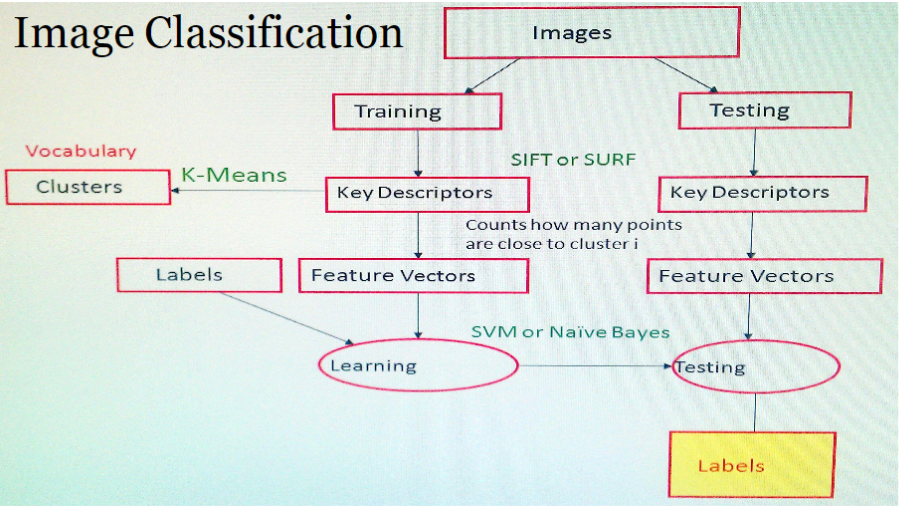 Image Classification
Images
Training
Testing
Vocabulary
SIFT or SURF
K-Means
Clusters
Key Descriptors
Key Descriptors
Counts how many points
are close to cluster i
Labels
Feature Vectors
Feature Vectors
SVM or Naïve Bayes
Learning
Testing
Labels